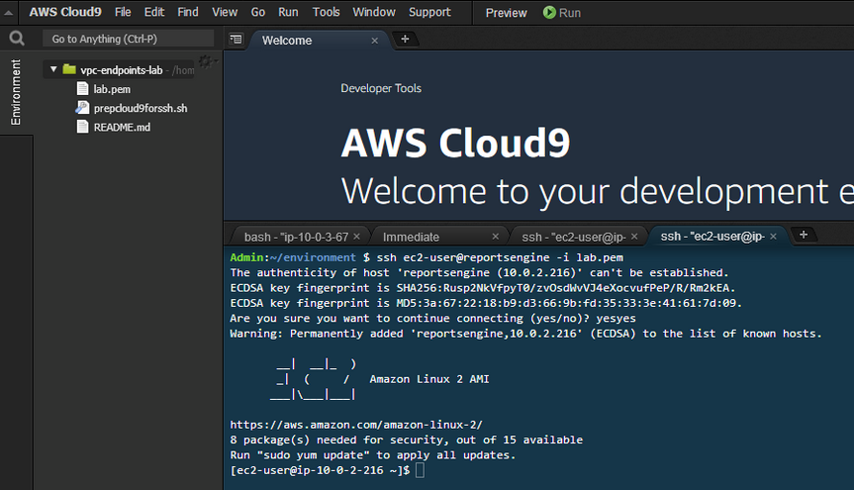 AWS Cloud9 File Edit Find View Go Run Tools Window Support Preview Run
Go to Anything (Ctrl-P)
Welcome
Environment
vpc-endpoints-lab - /hom
lab.pem
prepcloud9forssh.sh
README.md
Developer Tools
AWS Cloud9
Welcome to your development e
bash - "ip-10-0-3-67
Immediate
ssh - "ec2-user@ip-
ssh - "ec2-user@ip-
Admin:~/environment $ ssh ec2-user@reportsengine -i lab.pem
The authenticity of host 'reportsengine (10.0.2.216)' can't be established.
ECDSA key fingerprint is SHA256:Rusp2NkVfpyT0/zvOsdWvVJ4eXocvufPeP/R/Rm2kEA.
ECDSA key fingerprint is MD5:3a:67:22:18:b9:d3:66:9b:fd:35:33:3e:41:61:7d:09.
Are you sure you want to continue connecting (yes/no)? yesyes
Warning: Permanently added 'reportsengine,10.0.2.216' (ECDSA) to the list of known hosts.
__|  __|_  )
_|  (     /   Amazon Linux 2 AMI
___|\___|___|
https://aws.amazon.com/amazon-linux-2/
8 package(s) needed for security, out of 15 available
Run "sudo yum update" to apply all updates.
[ec2-user@ip-10-0-2-216 ~]$